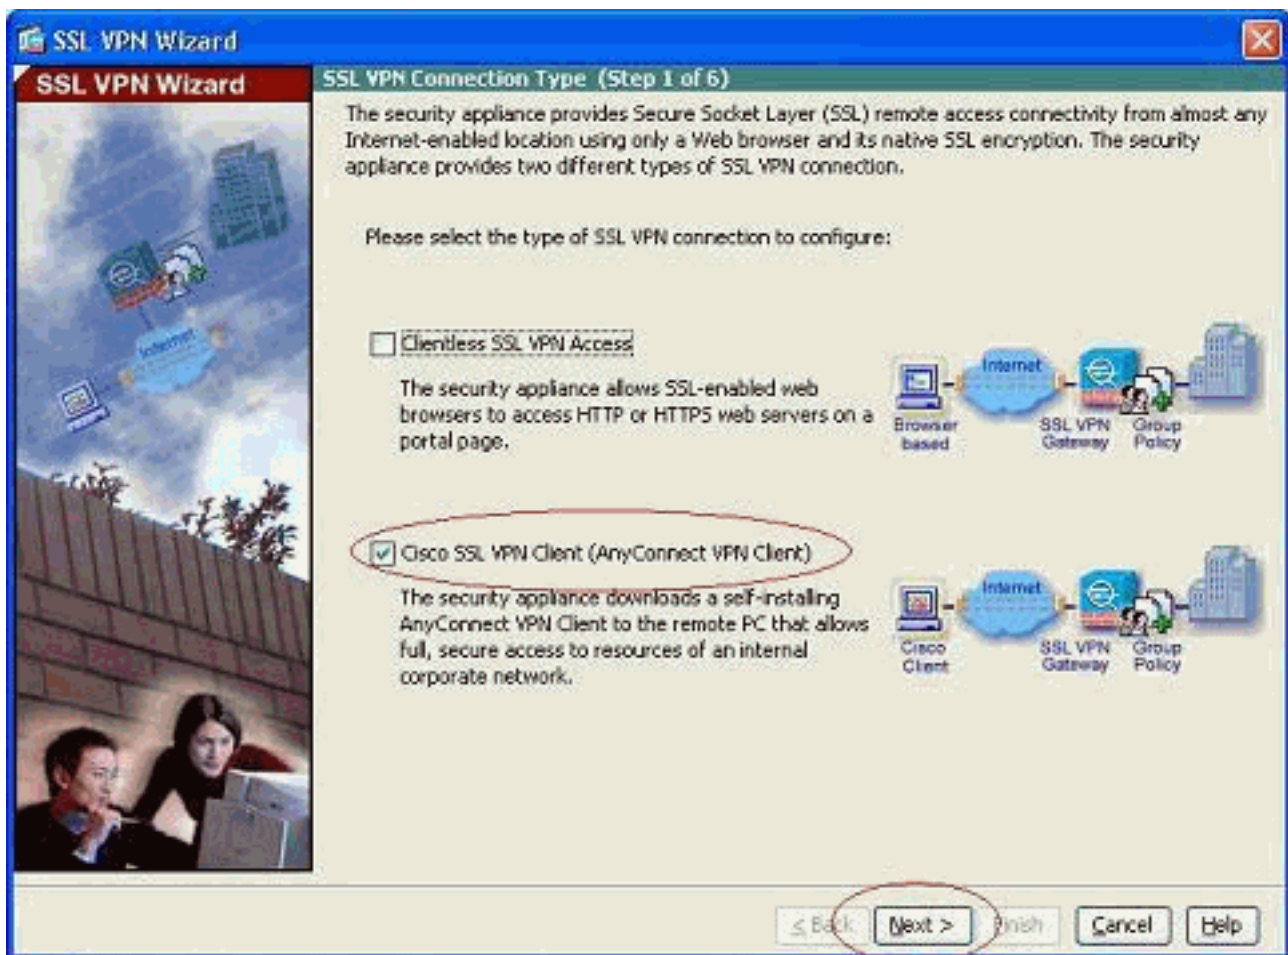 SSL VPN Wizard
SSL VPN Wizard
SSL VPN Connection Type (Step 1 of 6)
The security appliance provides Secure Socket Layer (SSL) remote access connectivity from almost any
Internet-enabled location using only a Web browser and its native SSL encryption. The security
appliance provides two different types of SSL VPN connection.
Please select the type of SSL VPN connection to configure:
Clientless SSL VPN Access
The security appliance allows SSL-enabled web
browsers to access HTTP or HTTPS web servers on a
portal page.
Internet
Browser
based
SSL VPN
Gateway
Group
Policy
Internet
Cisco SSL VPN Client (AnyConnect VPN Client)
The security appliance downloads a self-installing
AnyConnect VPN Client to the remote PC that allows
full, secure access to resources of an internal
corporate network.
Internet
Cisco
Client
SSL VPN
Gateway
Group
Policy
< Back
Next >
Finish
Cancel
Help